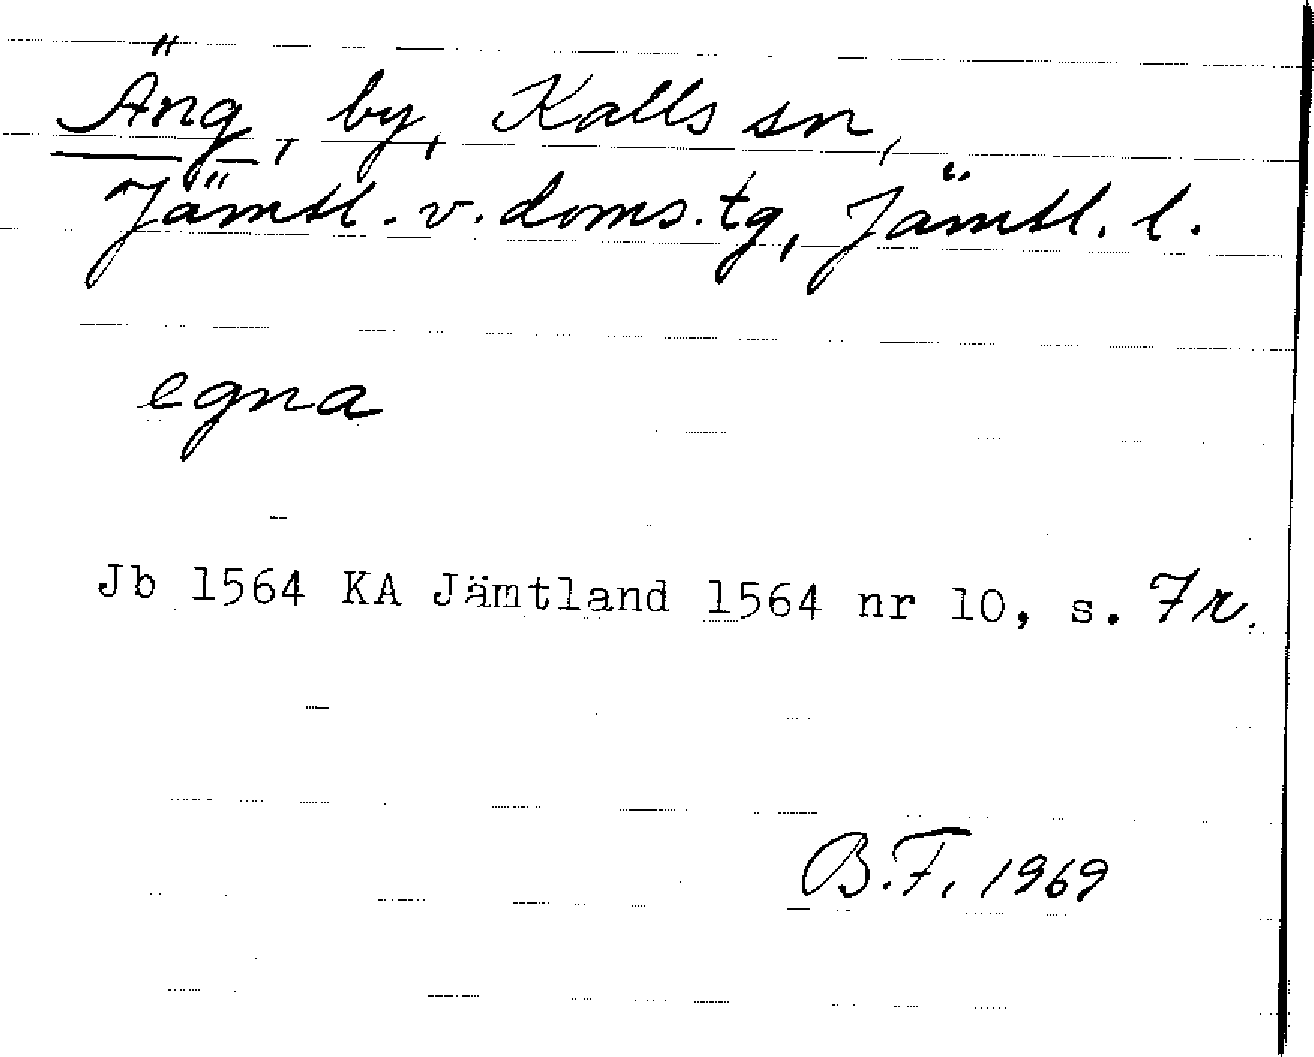 Äng, by, Kalls sn,
Jämtl. v. doms. tg, Jämtl. l.
egna
Jb 1564 KA Jämtland 1564 nr 10, s. 7r.
B.F. 1969